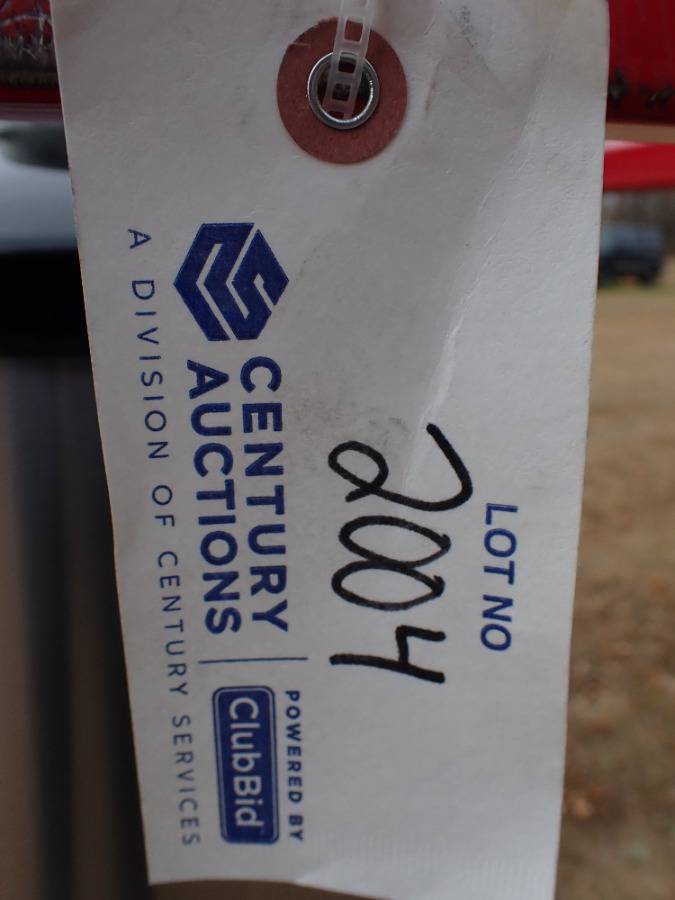 LOT NO
2004
CENTURY
AUCTIONS
POWERED BY
ClubBid
A DIVISION OF CENTURY SERVICES